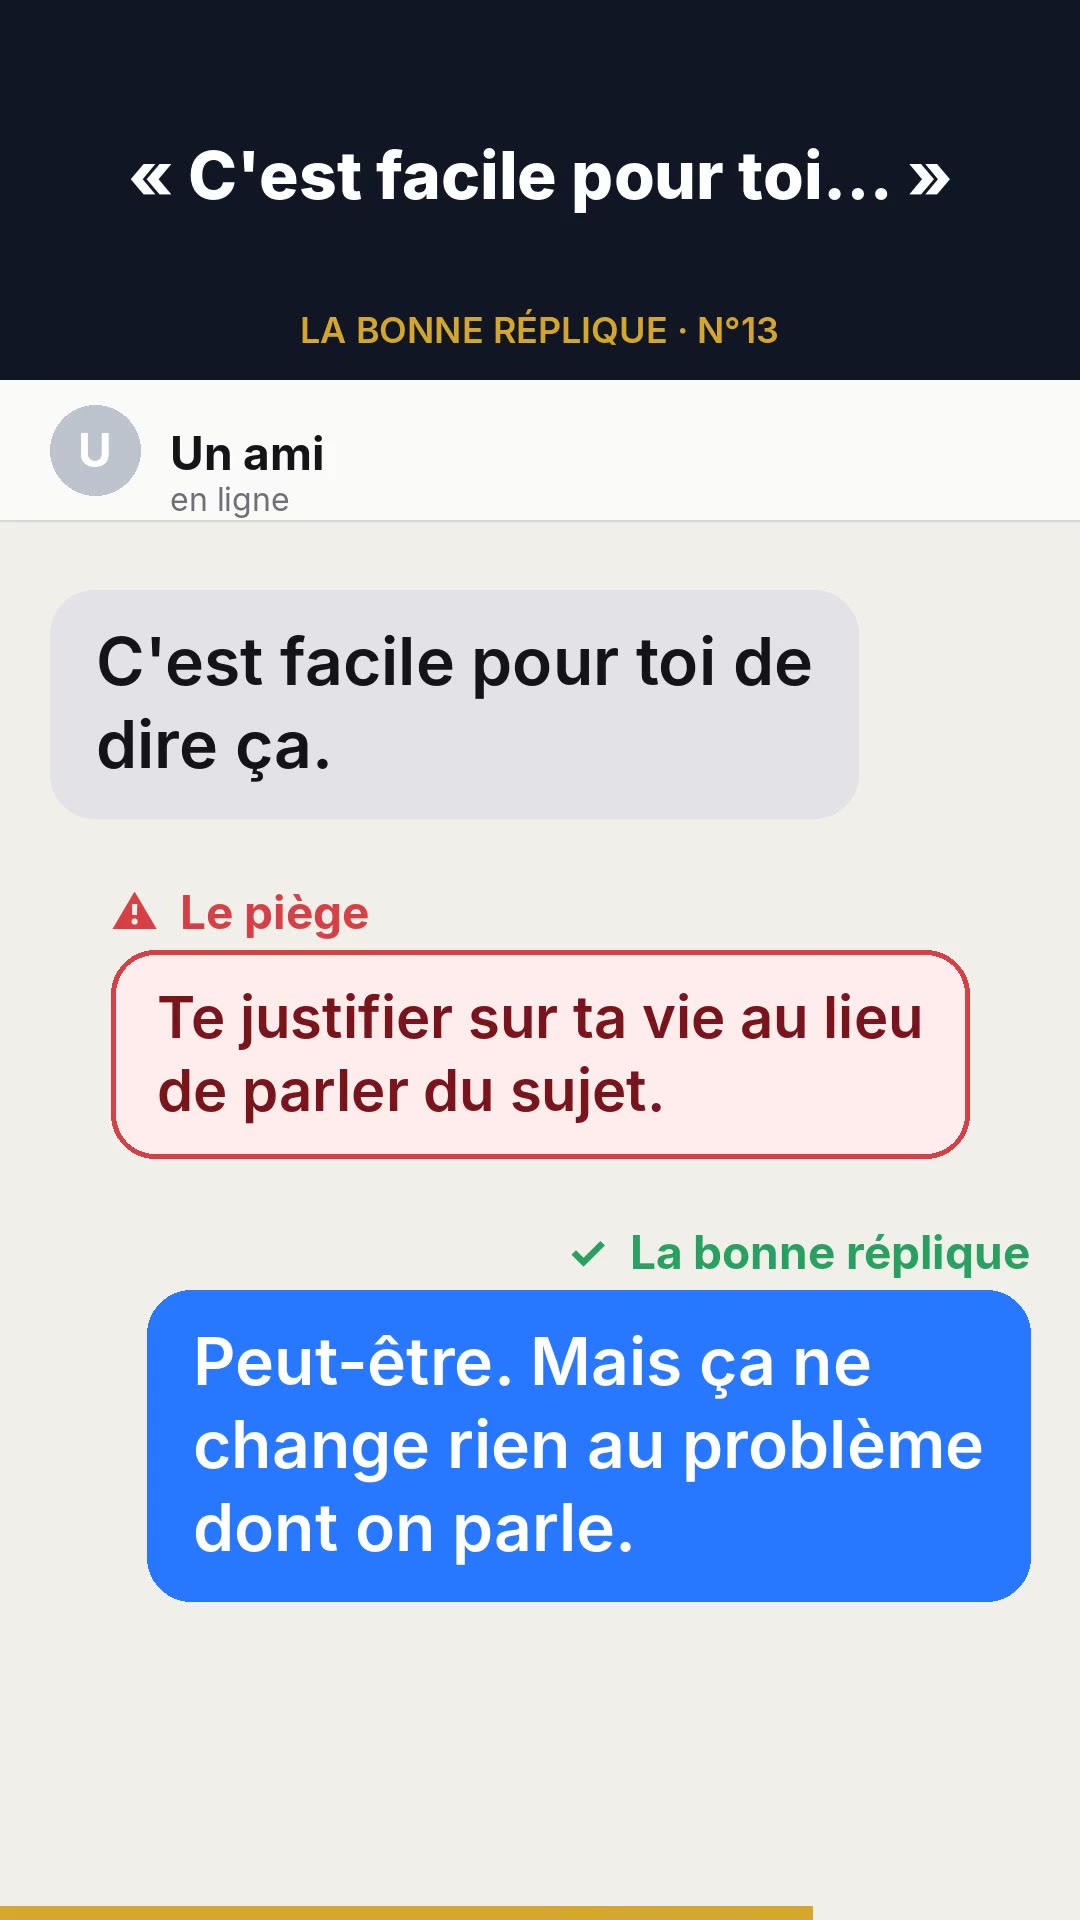 « C'est facile pour toi… »
LA BONNE RÉPLIQUE · N°13
U
Un ami
en ligne
C'est facile pour toi de
dire ça.
Le piège
Te justifier sur ta vie au lieu
de parler du sujet.
✓ La bonne réplique
Peut-être. Mais ça ne
change rien au problème
dont on parle.